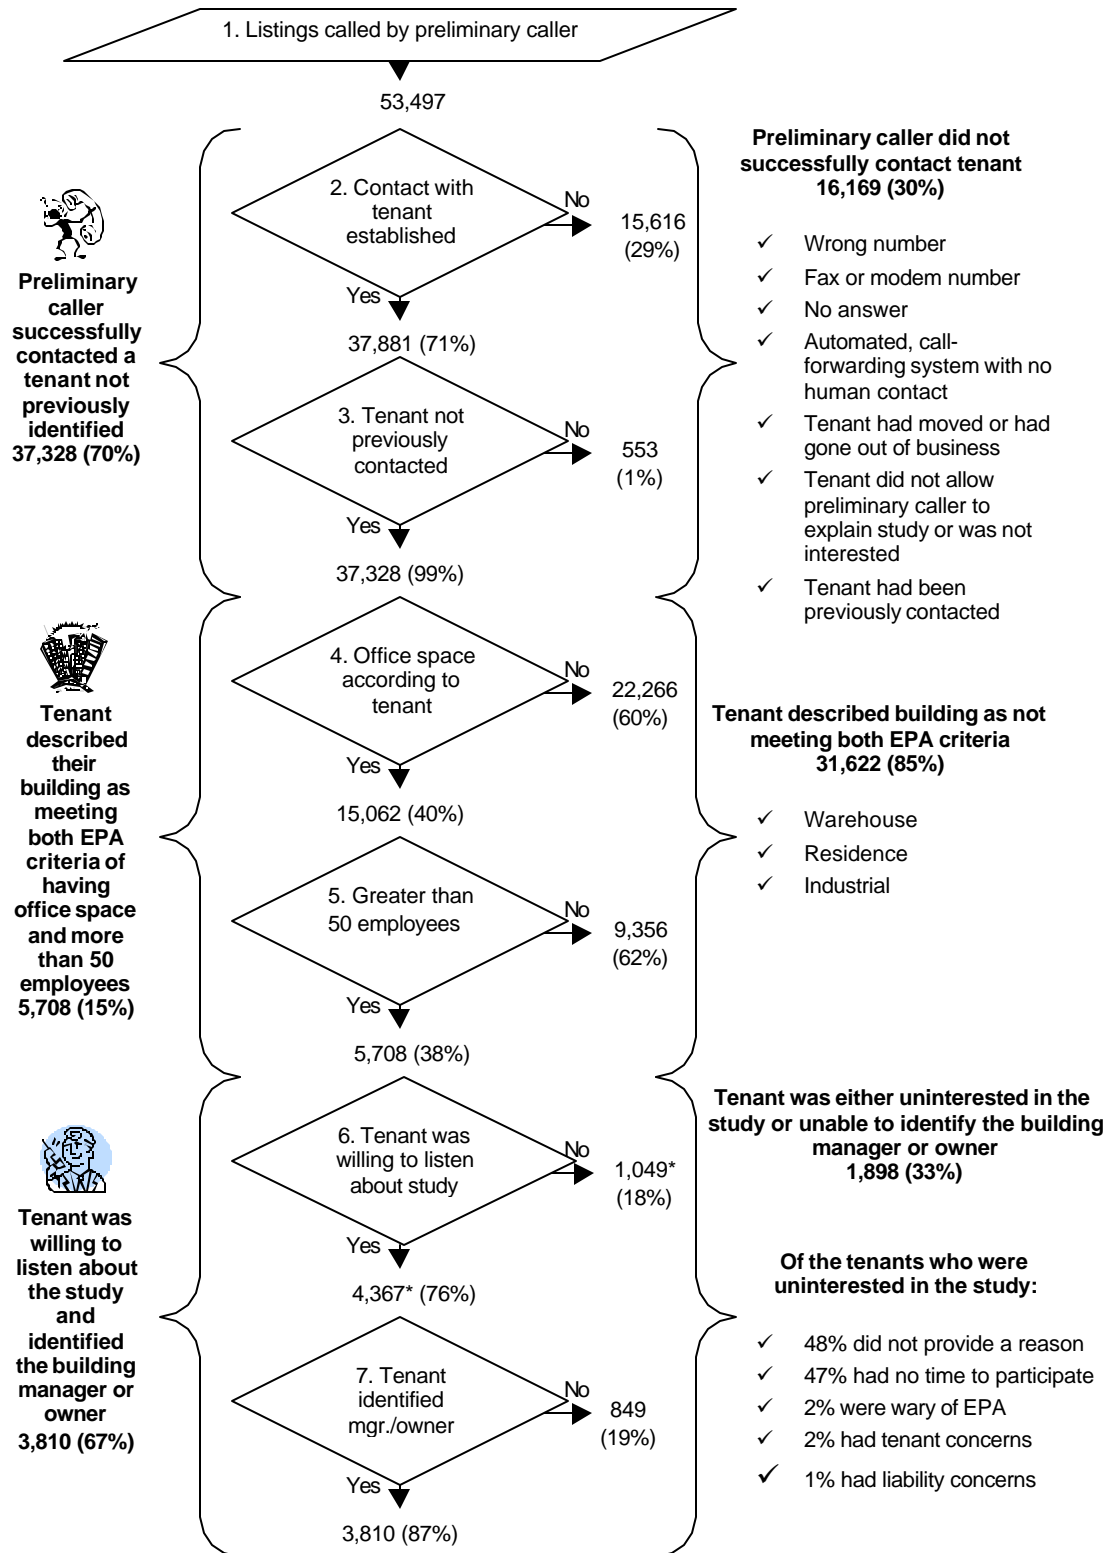 1. Listings called by preliminary caller
53,497
Preliminary
caller
successfully
contacted a
tenant not
previously
identified
37,328 (70%)
2. Contact with
tenant
established
No
15,616
(29%)
Yes
37,881 (71%)
3. Tenant not
previously
contacted
No
553
(1%)
Yes
37,328 (99%)
Preliminary caller did not
successfully contact tenant
16,169 (30%)
✓ Wrong number
✓ Fax or modem number
✓ No answer
✓ Automated, call-
forwarding system with no
human contact
✓ Tenant had moved or had
gone out of business
✓ Tenant did not allow
preliminary caller to
explain study or was not
interested
✓ Tenant had been
previously contacted
Tenant
described
their
building as
meeting
both EPA
criteria of
having
office space
and more
than 50
employees
5,708 (15%)
4. Office space
according to
tenant
No
22,266
(60%)
Yes
15,062 (40%)
5. Greater than
50 employees
No
9,356
(62%)
Yes
5,708 (38%)
Tenant described building as not
meeting both EPA criteria
31,622 (85%)
✓ Warehouse
✓ Residence
✓ Industrial
Tenant was
willing to
listen about
the study
and
identified
the building
manager or
owner
3,810 (67%)
6. Tenant was
willing to listen
about study
No
1,049*
(18%)
Yes
4,367* (76%)
7. Tenant
identified
mgr./owner
No
849
(19%)
Yes
3,810 (87%)
Tenant was either uninterested in the
study or unable to identify the building
manager or owner
1,898 (33%)
Of the tenants who were
uninterested in the study:
✓ 48% did not provide a reason
✓ 47% had no time to participate
✓ 2% were wary of EPA
✓ 2% had tenant concerns
✓ 1% had liability concerns